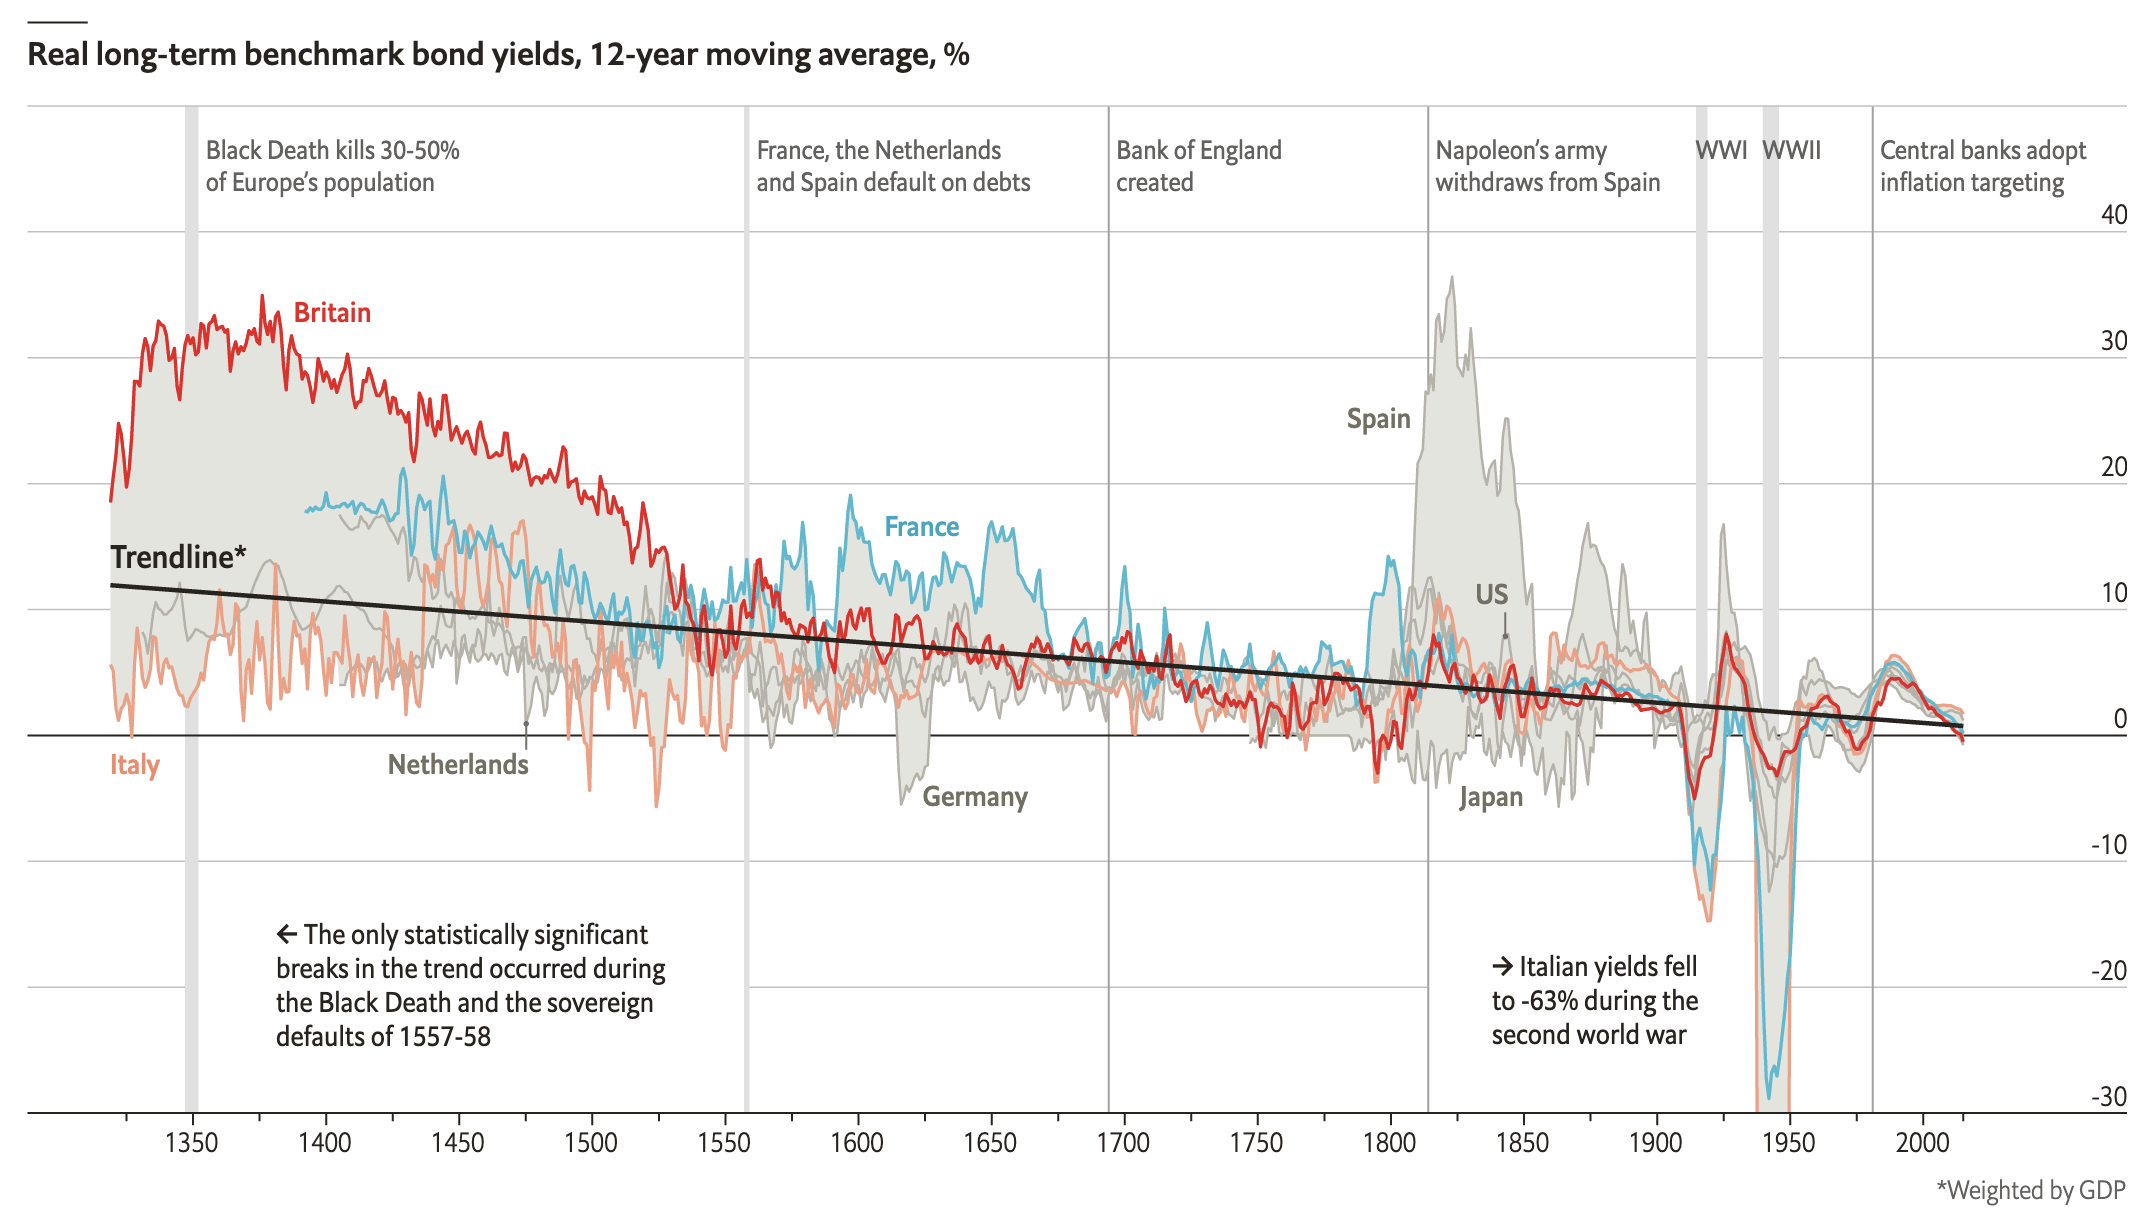 Real long-term benchmark bond yields, 12-year moving average, %
Black Death kills 30-50%
of Europe's population
France, the Netherlands
and Spain default on debts
Bank of England
created
Napoleon's army
withdraws from Spain
WWI
WWII
Central banks adopt
inflation targeting
40
30
20
10
0
-10
-20
-30
Britain
Spain
France
Trendline*
US
Italy
Netherlands
Germany
Japan
← The only statistically significant
breaks in the trend occurred during
the Black Death and the sovereign
defaults of 1557-58
→ Italian yields fell
to -63% during the
second world war
1350
1400
1450
1500
1550
1600
1650
1700
1750
1800
1850
1900
1950
2000
*Weighted by GDP